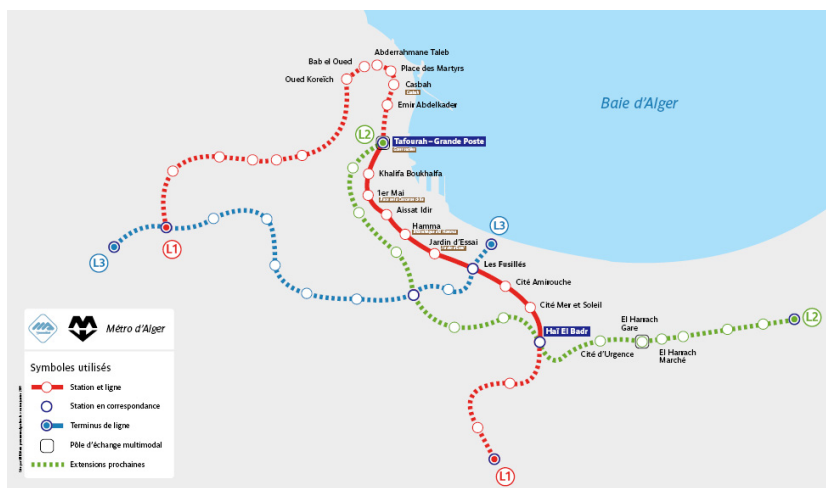 Abderrahmane Taleb
Bab el Oued
Place des Martyrs
Oued Koreïch
Casbah
Emir Abdelkader
Baie d'Alger
L2
Tafourah–Grande Poste
Khalifa Boukhalfa
1er Mai
Aissat Idir
Hamma
L3
Jardin d'Essai
L1
L3
Les Fusillés
Cité Amirouche
Cité Mer et Soleil
El Harrach
Gare
L2
Métro d'Alger
Haï El Badr
Cité d'Urgence
El Harrach
Marché
Symboles utilisés
Station et ligne
Station en correspondance
Terminus de ligne
Pôle d'échange multimodal
Extensions prochaines
L1